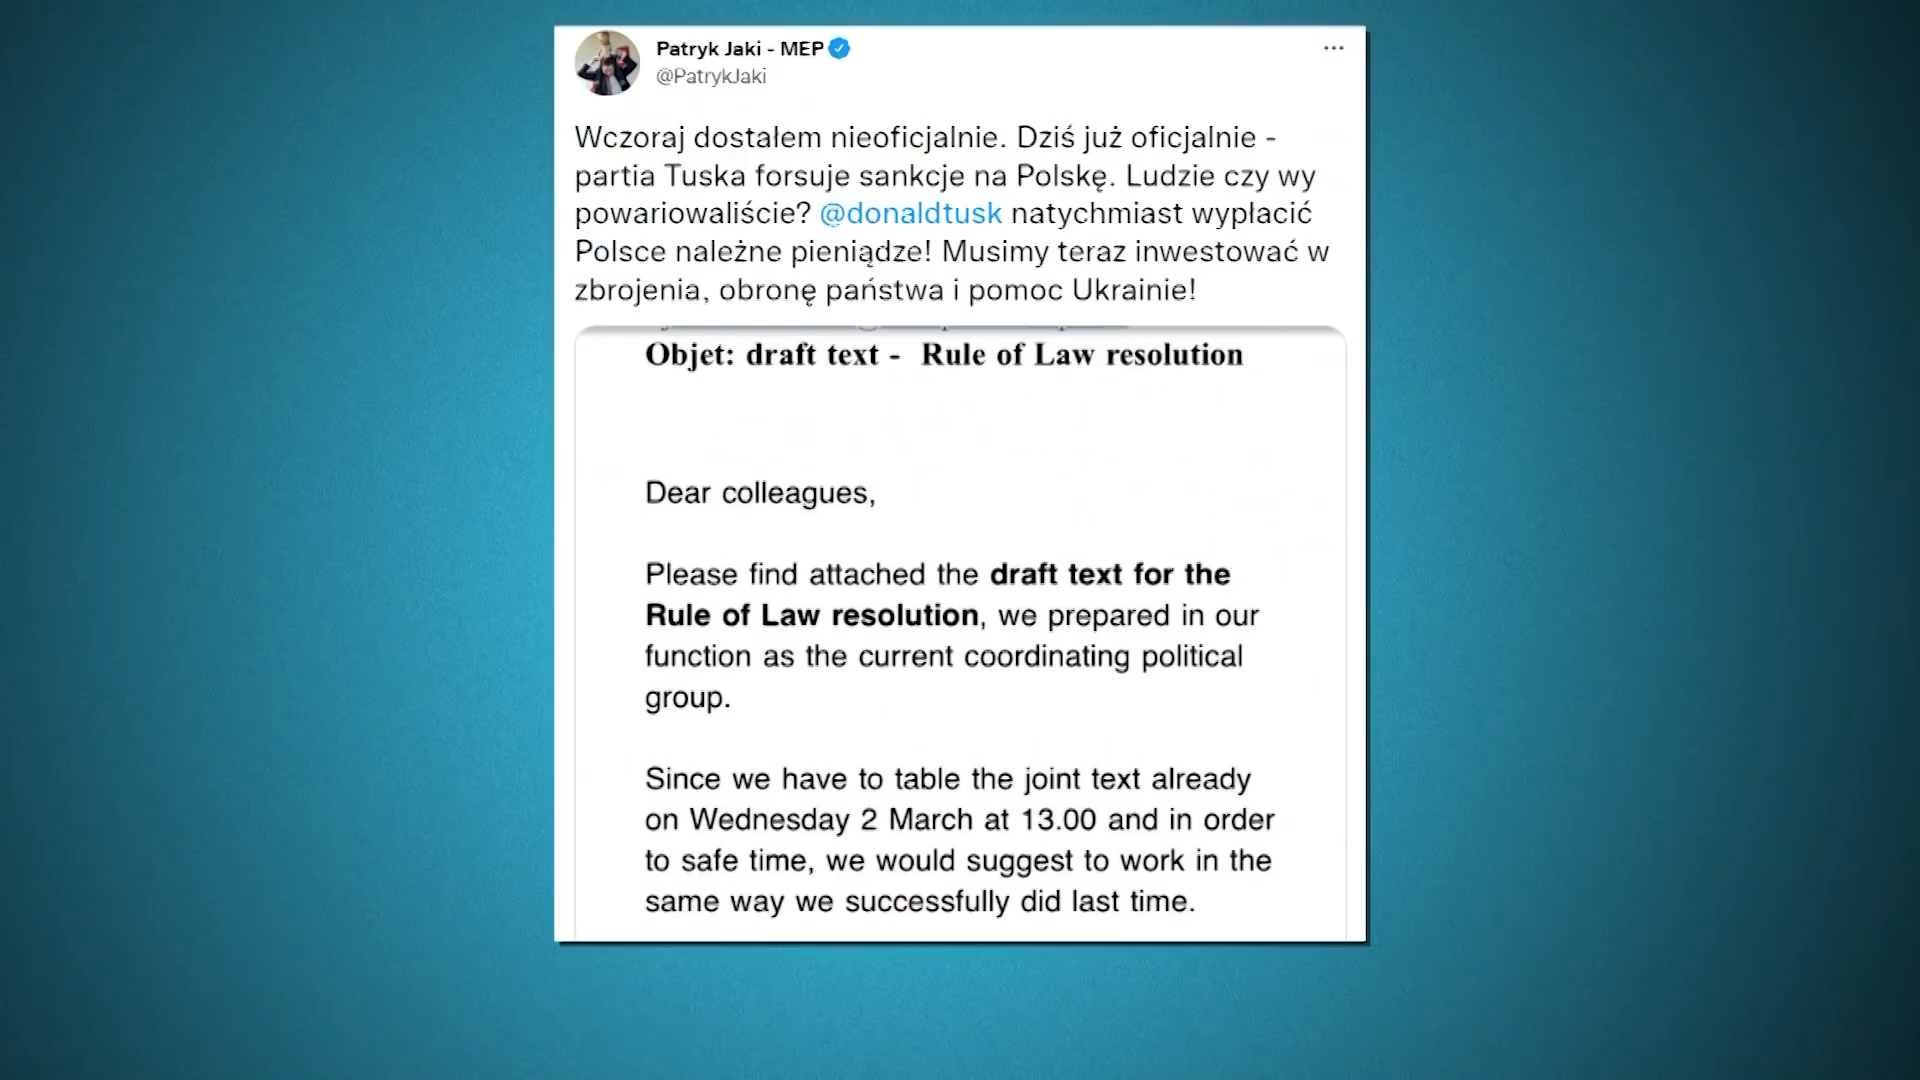 Patryk Jaki - MEP
@PatrykJaki
Wczoraj dostałem nieoficjalnie. Dziś już oficjalnie -
partia Tuska forsuje sankcje na Polskę. Ludzie czy wy
powariowaliście? @donaldtusk natychmiast wypłacić
Polsce należne pieniądze! Musimy teraz inwestować w
zbrojenia, obronę państwa i pomoc Ukrainie!
Objet: draft text - Rule of Law resolution
Dear colleagues,
Please find attached the draft text for the
Rule of Law resolution, we prepared in our
function as the current coordinating political
group.
Since we have to table the joint text already
on Wednesday 2 March at 13.00 and in order
to safe time, we would suggest to work in the
same way we successfully did last time.